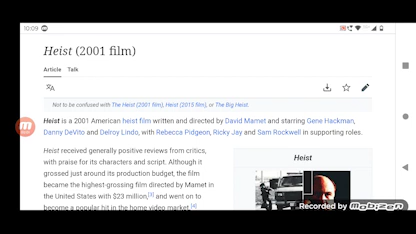 12:09
Heist (2001 film)
Article Talk
Not to be confused with The Heist (2001 film), Heist (2015 film), or The Big Heist.
Heist is a 2001 American heist film written and directed by David Mamet and starring Gene Hackman,
Danny DeVito and Delroy Lindo, with Rebecca Pidgeon, Ricky Jay and Sam Rockwell in supporting roles.
Heist received generally positive reviews from critics,
with praise for its characters and script. Although it
grossed just around its production budget, the film
became the highest-grossing film directed by Mamet in
the United States with $23 million,[3] and went on to
become a popular hit in the home video market.[4]
Heist
Recorded by mobizen